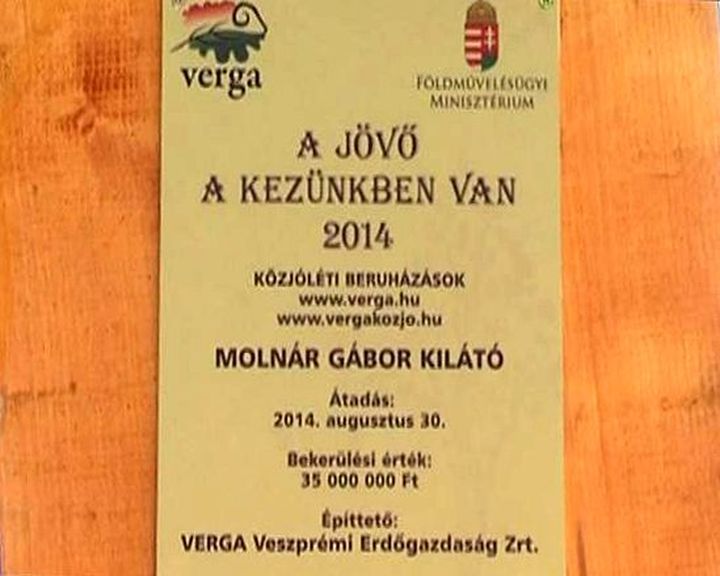 verga
FÖLDMŰVELÉSÜGYI
MINISZTÉRIUM
A JÖVŐ
A KEZÜNKBEN VAN
2014
KÖZJÓLÉTI BERUHÁZÁSOK
www.verga.hu
www.vergakozjo.hu
MOLNÁR GÁBOR KILÁTÓ
Átadás:
2014. augusztus 30.
Bekerülési érték:
35 000 000 Ft
Építtető:
VERGA Veszprémi Erdőgazdaság Zrt.